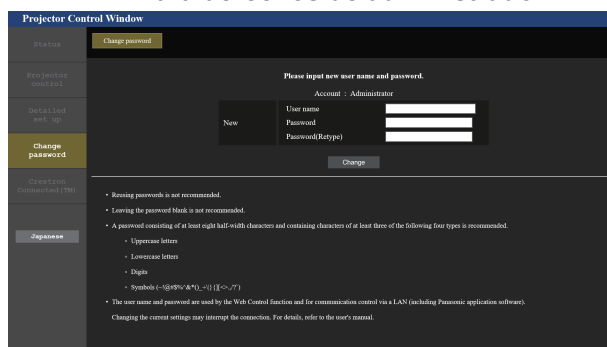 Projector Control Window
Status
Change password
Projector
control
Detailed
set up
Change
password
Crestron
Connected(TM)
Japanese
Please input new user name and password.
Account : Administrator
New
User name
Password
Password(Retype)
Change
• Reusing passwords is not recommended.
• Leaving the password blank is not recommended.
• A password consisting of at least eight half-width characters and containing characters of at least three of the following four types is recommended.
◦ Uppercase letters
◦ Lowercase letters
◦ Digits
◦ Symbols
• The user name and password are used by the Web Control function and for communication control via a LAN (including Panasonic application software).
Changing the current settings may interrupt the connection. For details, refer to the user's manual.